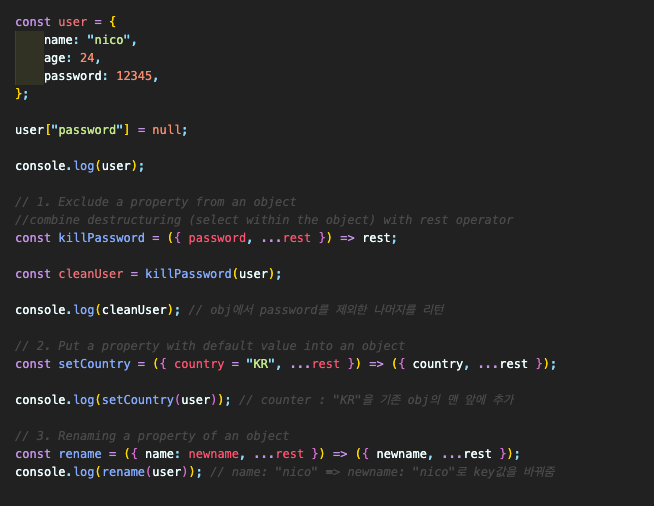 const user = {
    name: "nico",
    age: 24,
    password: 12345,
};
user["password"] = null;
console.log(user);
// 1. Exclude a property from an object
//combine destructuring (select within the object) with rest operator
const killPassword = ({ password, ...rest }) => rest;
const cleanUser = killPassword(user);
console.log(cleanUser); // obj에서 password를 제외한 나머지를 리턴
// 2. Put a property with default value into an object
const setCountry = ({ country = "KR", ...rest }) => ({ country, ...rest });
console.log(setCountry(user)); // counter : "KR"을 기존 obj의 맨 앞에 추가
// 3. Renaming a property of an object
const rename = ({ name: newname, ...rest }) => ({ newname, ...rest });
console.log(rename(user)); // name: "nico" => newname: "nico"로 key값을 바꿔줌